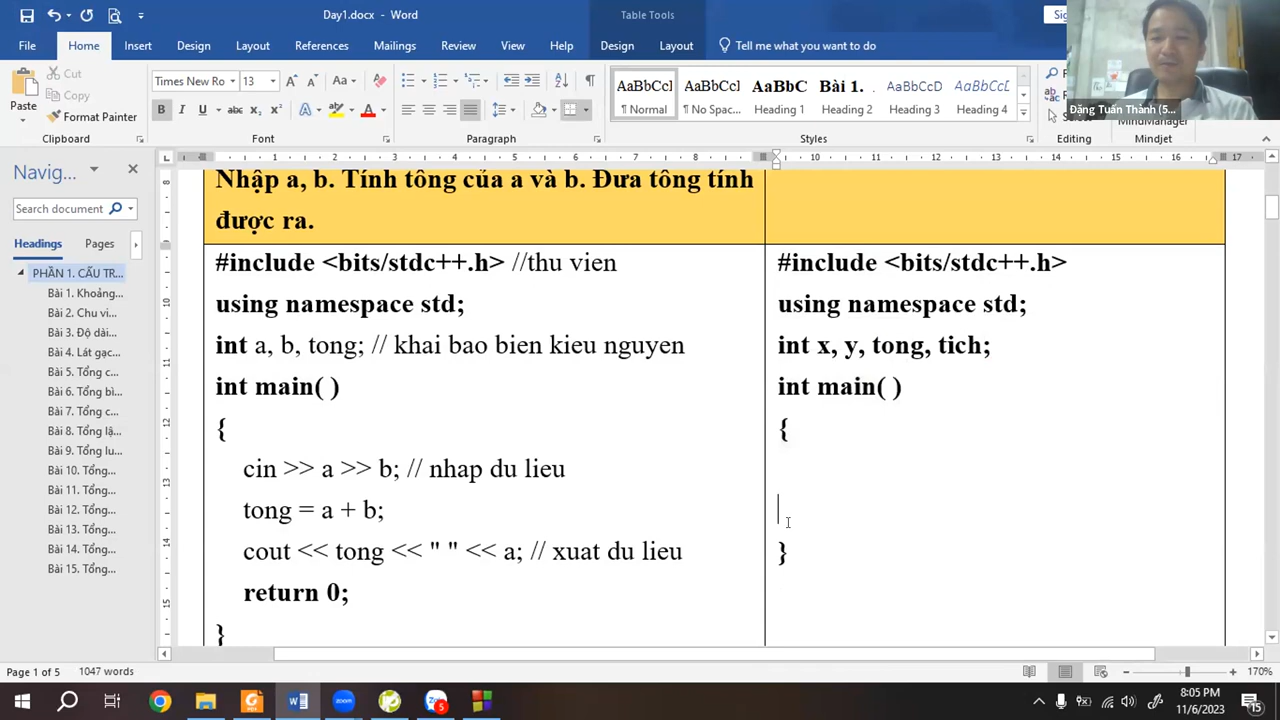 Day1.docx - Word
Table Tools
File
Home
Insert
Design
Layout
References
Mailings
Review
View
Help
Design
Layout
Tell me what you want to do
Đặng Tuấn Thành (5...
Paste
Cut
Copy
Format Painter
Times New Ro
13
AaBbCcI
¶ Normal
AaBbCcI
¶ No Spac...
AaBbC
Heading 1
Bài 1.
Heading 2
AaBbCcD
Heading 3
AaBbCcD
Heading 4
Clipboard
Font
Paragraph
Styles
Editing
MindManager
Mindjet
Navig...
Search document
Headings
Pages
PHẦN 1. CẤU TR...
Bài 1. Khoảng...
Bài 2. Chu vi...
Bài 3. Độ dài...
Bài 4. Lát gạc...
Bài 5. Tổng c...
Bài 6. Tổng bì...
Bài 7. Tổng c...
Bài 8. Tổng lậ...
Bài 9. Tổng lu...
Bài 10. Tổng...
Bài 11. Tổng...
Bài 12. Tổng...
Bài 13. Tổng...
Bài 14. Tổng...
Bài 15. Tổng...
Nhập a, b. Tính tổng của a và b. Đưa tổng tính
được ra.
#include <bits/stdc++.h> //thu vien
using namespace std;
int a, b, tong; // khai bao bien kieu nguyen
int main( )
{
cin >> a >> b; // nhap du lieu
tong = a + b;
cout << tong << " " << a; // xuat du lieu
return 0;
}
#include <bits/stdc++.h>
using namespace std;
int x, y, tong, tich;
int main( )
{
}
Page 1 of 5
1047 words
170%
8:05 PM
11/6/2023